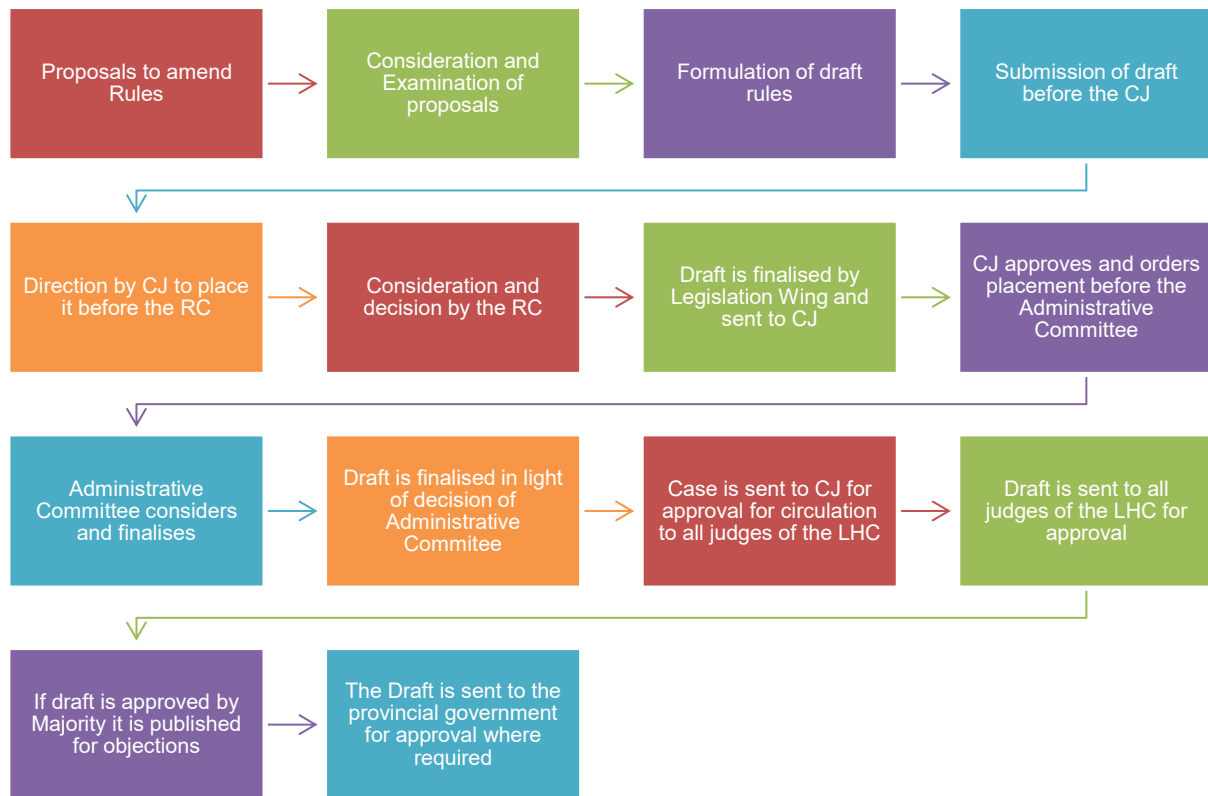 Proposals to amend
Rules
Consideration and
Examination of
proposals
Formulation of draft
rules
Submission of draft
before the CJ
Direction by CJ to place
it before the RC
Consideration and
decision by the RC
Draft is finalised by
Legislation Wing and
sent to CJ
CJ approves and orders
placement before the
Administrative
Committee
Administrative
Committee considers
and finalises
Draft is finalised in light
of decision of
Administrative
Commitee
Case is sent to CJ for
approval for circulation
to all judges of the LHC
Draft is sent to all
judges of the LHC for
approval
If draft is approved by
Majority it is published
for objections
The Draft is sent to the
provincial government
for approval where
required